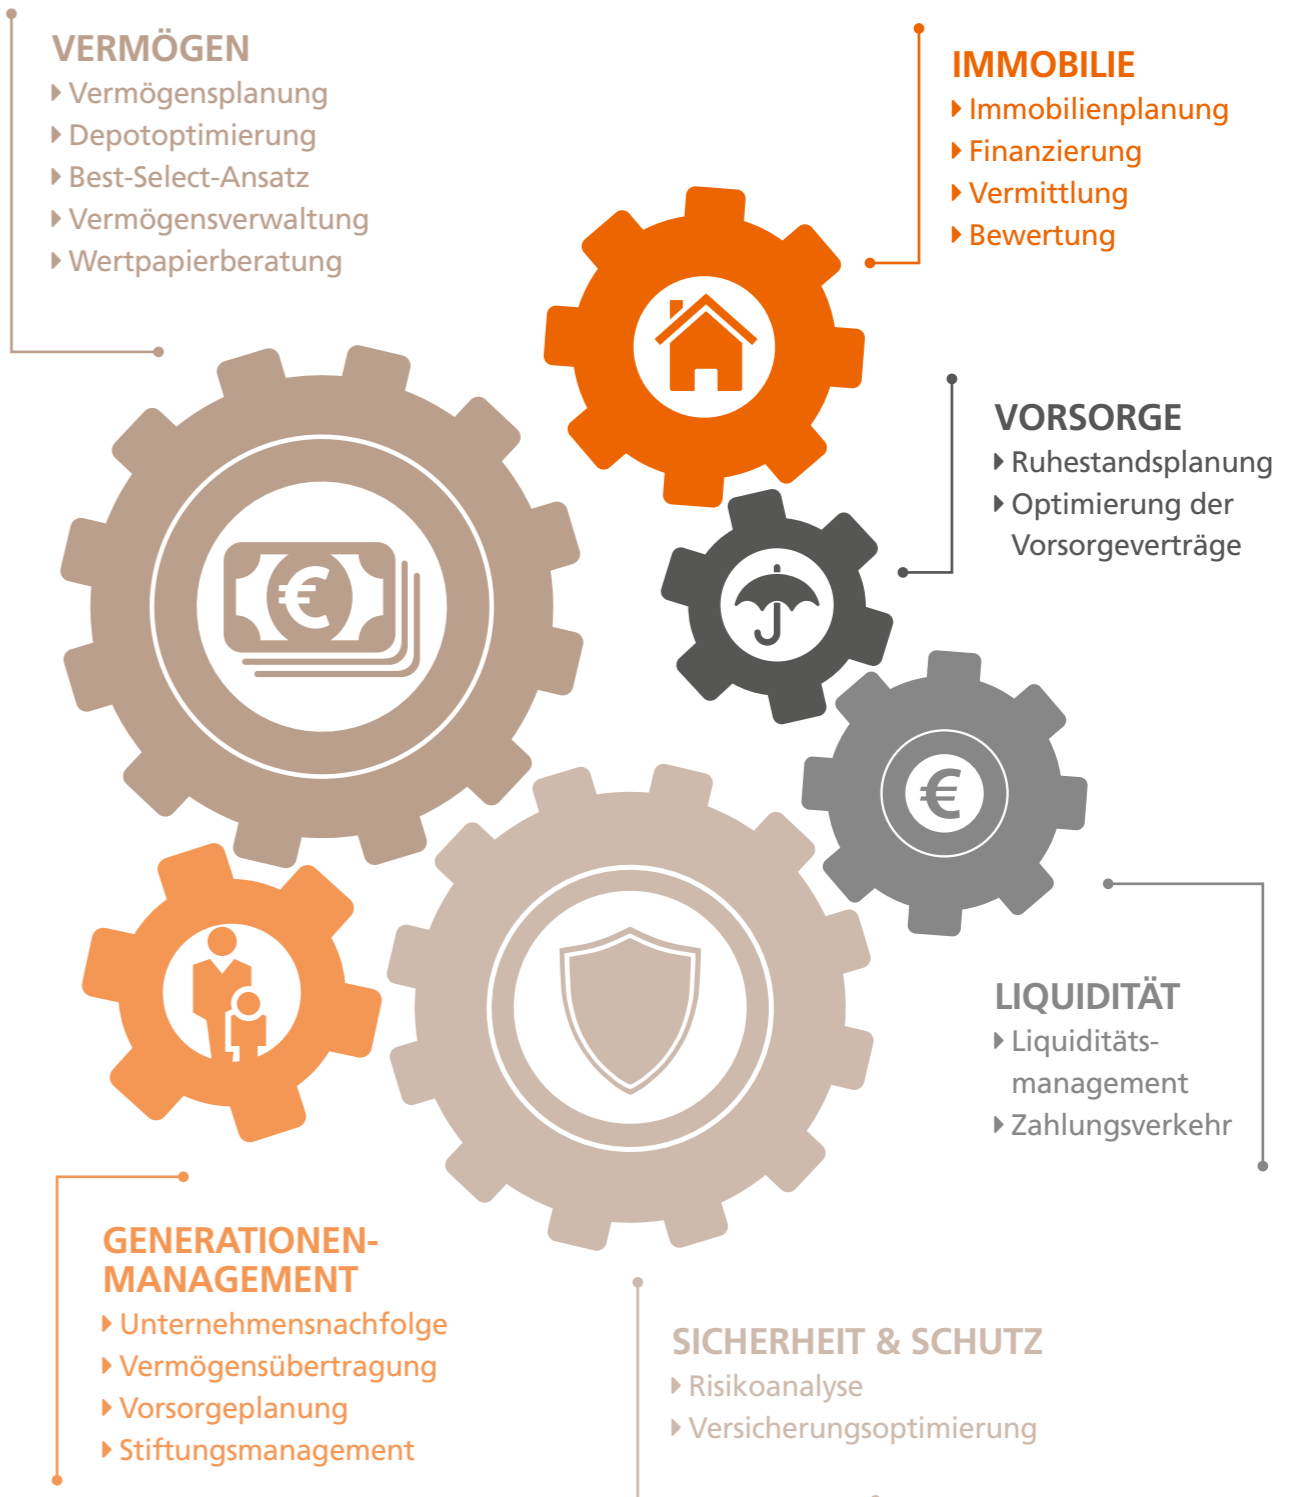 VERMÖGEN
Vermögensplanung
Depotoptimierung
Best-Select-Ansatz
Vermögensverwaltung
Wertpapierberatung
IMMOBILIE
Immobilienplanung
Finanzierung
Vermittlung
Bewertung
VORSORGE
Ruhestandsplanung
Optimierung der
Vorsorgeverträge
€
€
LIQUIDITÄT
Liquiditäts-
management
Zahlungsverkehr
GENERATIONEN-
MANAGEMENT
Unternehmensnachfolge
Vermögensübertragung
Vorsorgeplanung
Stiftungsmanagement
SICHERHEIT & SCHUTZ
Risikoanalyse
Versicherungsoptimierung